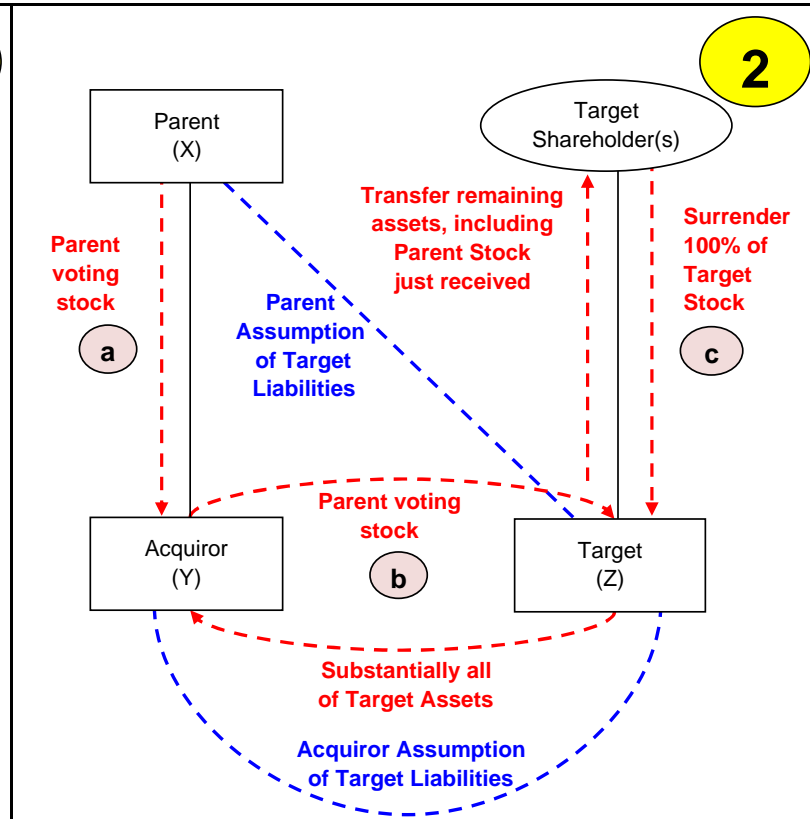 2
Parent
(X)
Target
Shareholder(s)
Transfer remaining
assets, including
Parent Stock
just received
Surrender
100% of
Target
Stock
c
Parent
voting
stock
a
Parent
Assumption
of Target
Liabilities
Parent voting
stock
b
Acquiror
(Y)
Target
(Z)
Substantially all
of Target Assets
Acquiror Assumption
of Target Liabilities